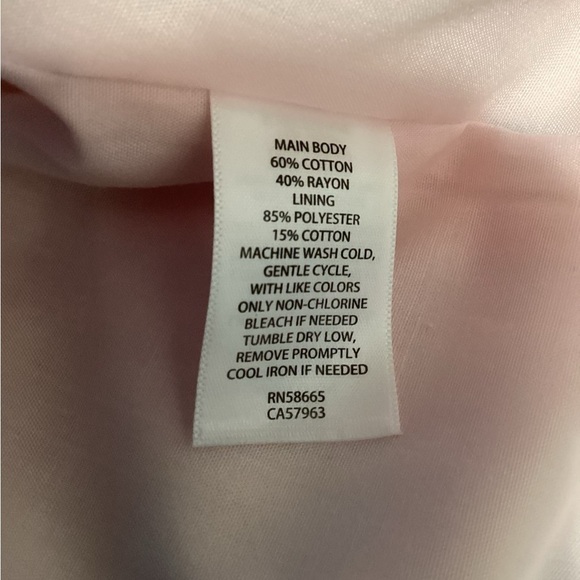 MAIN BODY
60% COTTON
40% RAYON
LINING
85% POLYESTER
15% COTTON
MACHINE WASH COLD,
GENTLE CYCLE,
WITH LIKE COLORS
ONLY NON-CHLORINE
BLEACH IF NEEDED
TUMBLE DRY LOW,
REMOVE PROMPTLY
COOL IRON IF NEEDED
RN58665
CA57963